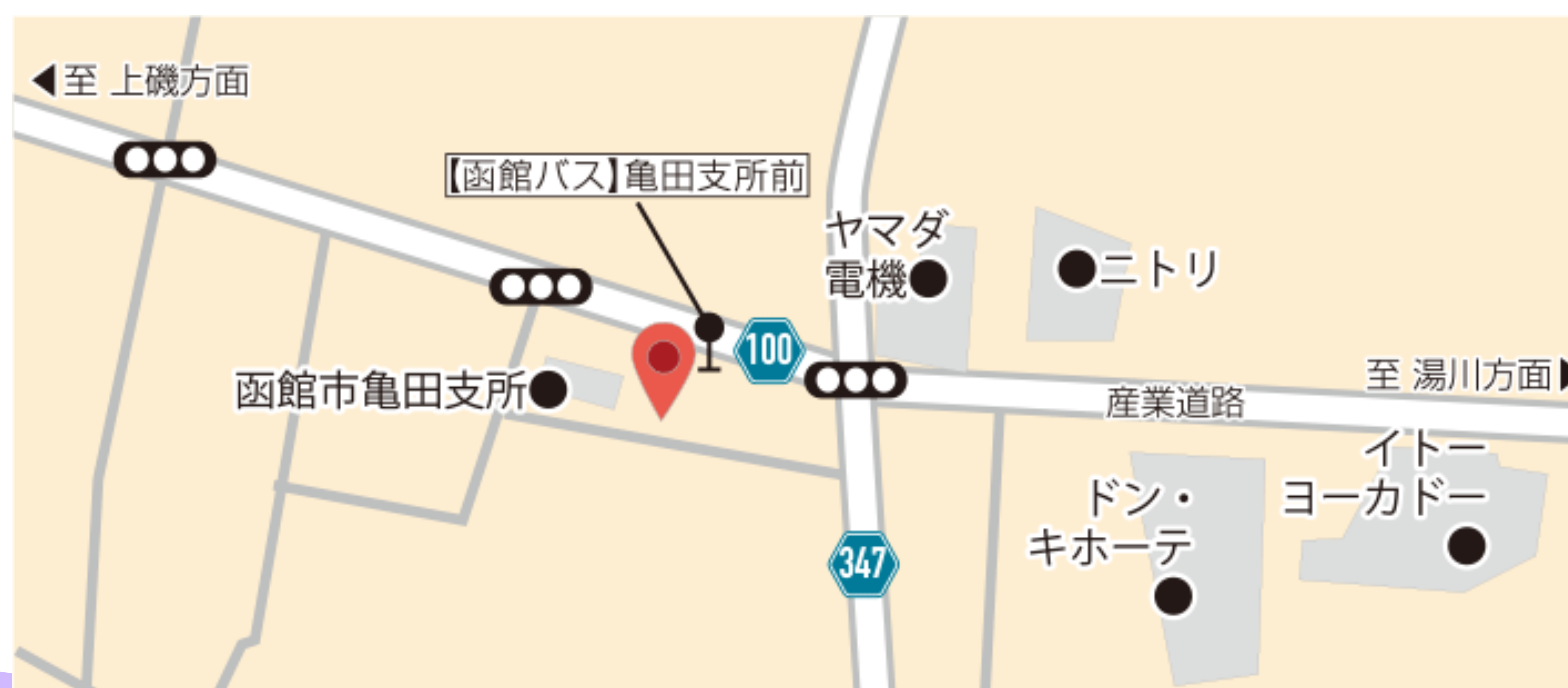 ◀至 上磯方面
【函館バス】亀田支所前
ヤマダ
電機
ニトリ
100
函館市亀田支所
至 湯川方面▶
産業道路
イトー
ヨーカドー
ドン・
キホーテ
347